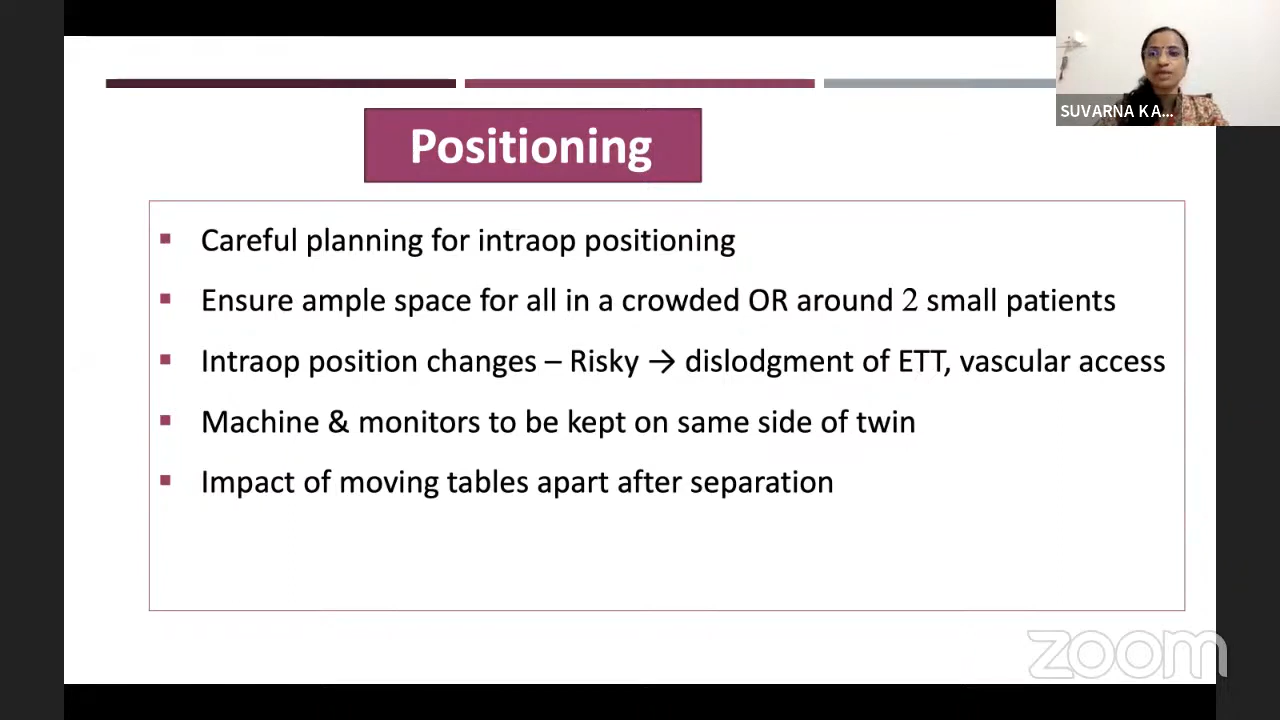 SUVARNA K A...
Positioning
▪ Careful planning for intraop positioning
▪ Ensure ample space for all in a crowded OR around 2 small patients
▪ Intraop position changes – Risky → dislodgment of ETT, vascular access
▪ Machine & monitors to be kept on same side of twin
▪ Impact of moving tables apart after separation
zoom